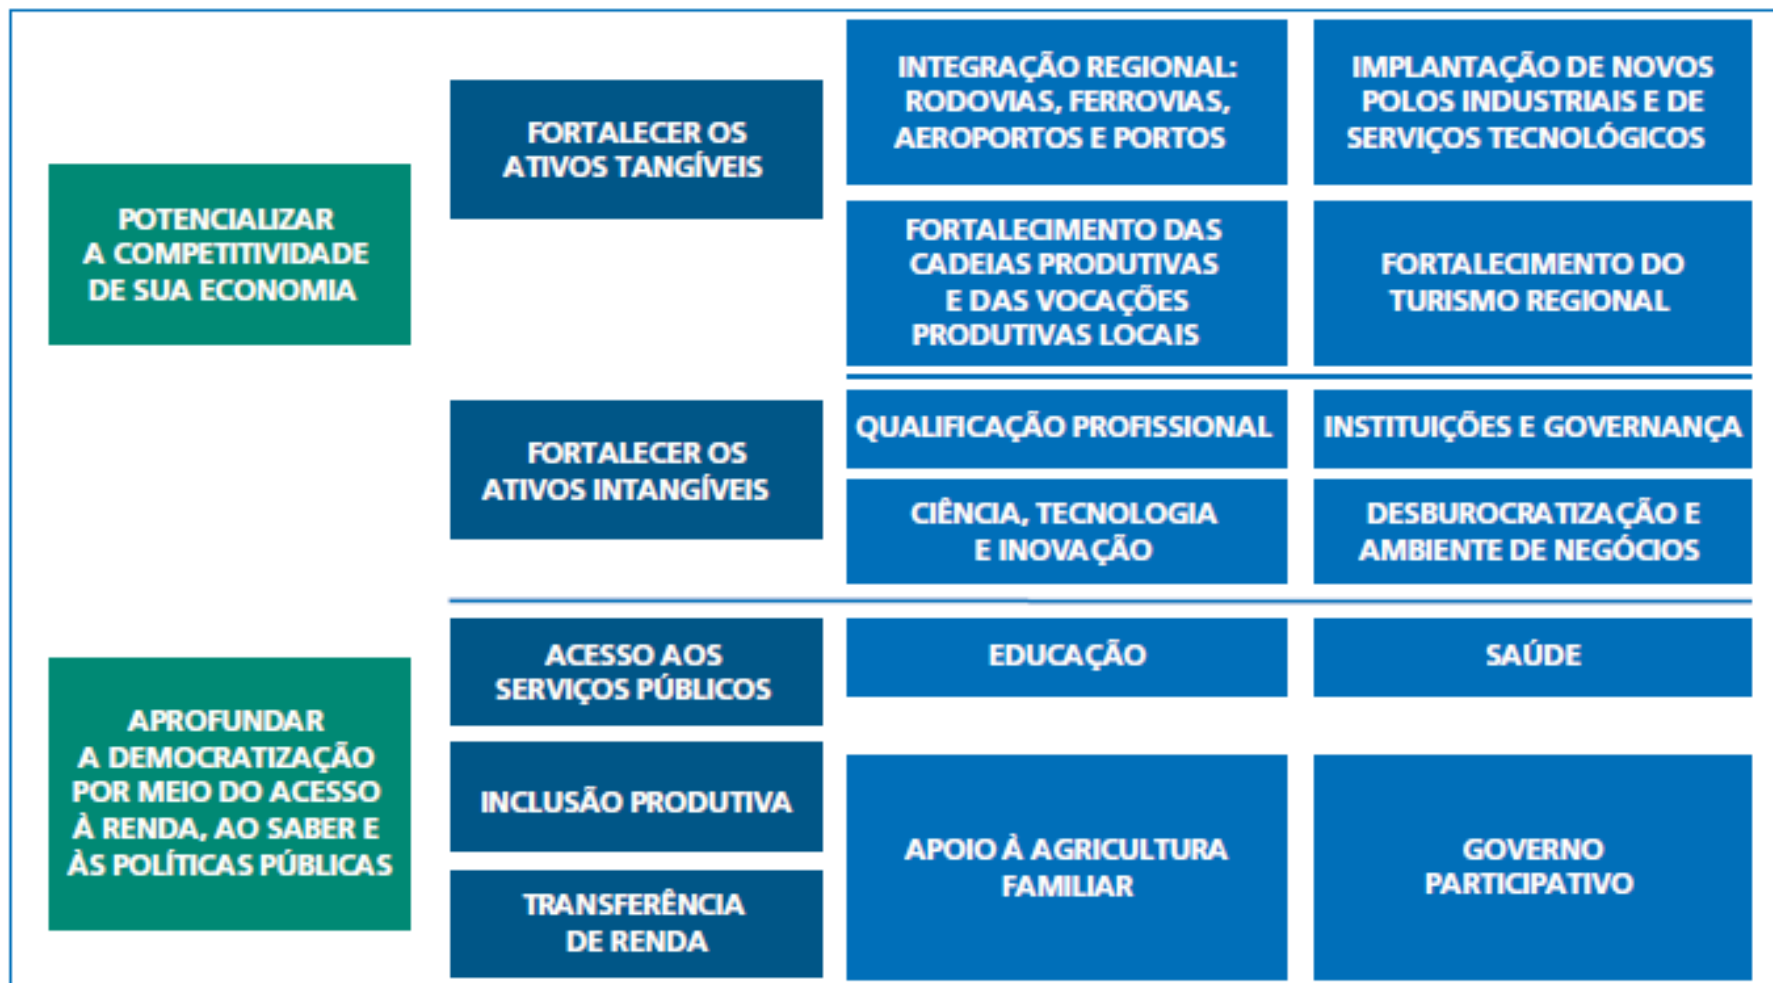 POTENCIALIZAR
A COMPETITIVIDADE
DE SUA ECONOMIA
FORTALECER OS
ATIVOS TANGÍVEIS
INTEGRAÇÃO REGIONAL:
RODOVIAS, FERROVIAS,
AEROPORTOS E PORTOS
IMPLANTAÇÃO DE NOVOS
POLOS INDUSTRIAIS E DE
SERVIÇOS TECNOLÓGICOS
FORTALECIMENTO DAS
CADEIAS PRODUTIVAS
E DAS VOCAÇÕES
PRODUTIVAS LOCAIS
FORTALECIMENTO DO
TURISMO REGIONAL
FORTALECER OS
ATIVOS INTANGÍVEIS
QUALIFICAÇÃO PROFISSIONAL
INSTITUIÇÕES E GOVERNANÇA
CIÊNCIA, TECNOLOGIA
E INOVAÇÃO
DESBUROCRATIZAÇÃO E
AMBIENTE DE NEGÓCIOS
APROFUNDAR
A DEMOCRATIZAÇÃO
POR MEIO DO ACESSO
À RENDA, AO SABER E
ÀS POLÍTICAS PÚBLICAS
ACESSO AOS
SERVIÇOS PÚBLICOS
EDUCAÇÃO
SAÚDE
INCLUSÃO PRODUTIVA
TRANSFERÊNCIA
DE RENDA
APOIO À AGRICULTURA
FAMILIAR
GOVERNO
PARTICIPATIVO